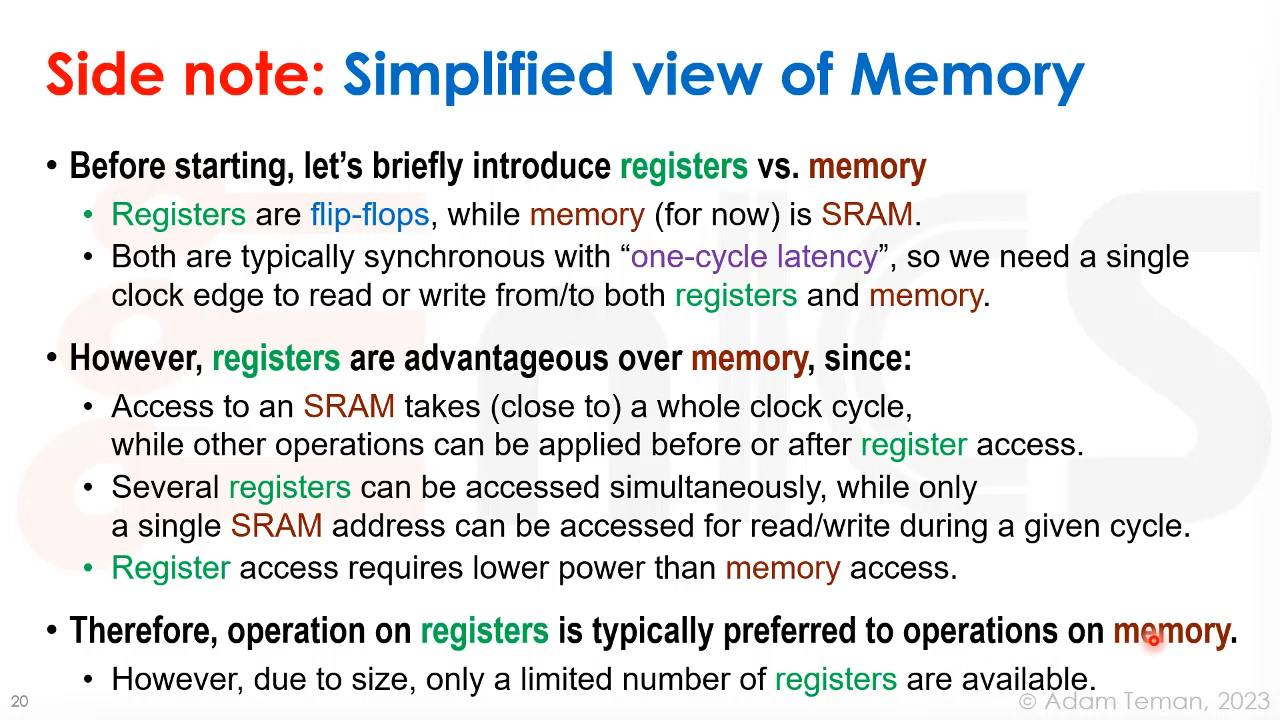 Side note: Simplified view of Memory
• Before starting, let’s briefly introduce registers vs. memory
• Registers are flip-flops, while memory (for now) is SRAM.
• Both are typically synchronous with “one-cycle latency”, so we need a single
clock edge to read or write from/to both registers and memory.
• However, registers are advantageous over memory, since:
• Access to an SRAM takes (close to) a whole clock cycle,
while other operations can be applied before or after register access.
• Several registers can be accessed simultaneously, while only
a single SRAM address can be accessed for read/write during a given cycle.
• Register access requires lower power than memory access.
• Therefore, operation on registers is typically preferred to operations on memory.
• However, due to size, only a limited number of registers are available.
20
© Adam Teman, 2023